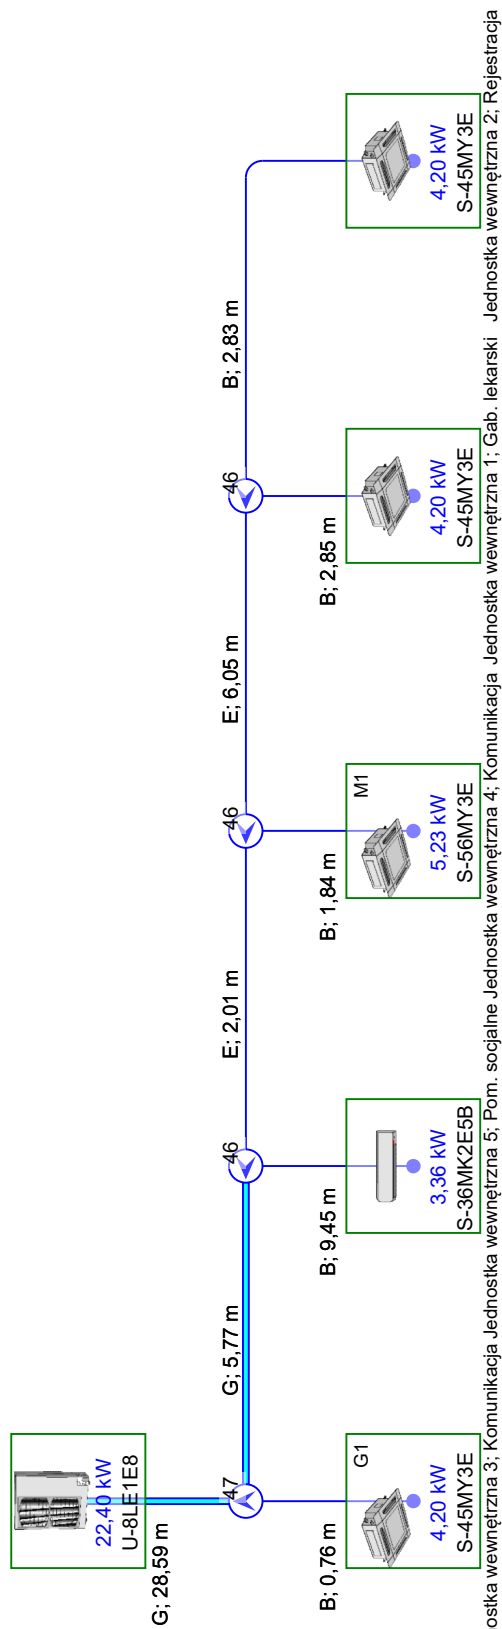 22,40 kW
U-8LE1E8
G; 28,59 m
47
G; 5,77 m
46
E; 2,01 m
46
E; 6,05 m
46
B; 2,83 m
B; 0,76 m
G1
4,20 kW
S-45MY3E
B; 9,45 m
3,36 kW
S-36MK2E5B
B; 1,84 m
M1
5,23 kW
S-56MY3E
B; 2,85 m
4,20 kW
S-45MY3E
4,20 kW
S-45MY3E
ostka wewnętrzna 3; Komunikacja Jednostka wewnętrzna 5; Pom. socjalne Jednostka wewnętrzna 4; Komunikacja Jednostka wewnętrzna 1; Gab. lekarski Jednostka wewnętrzna 2; Rejestracja